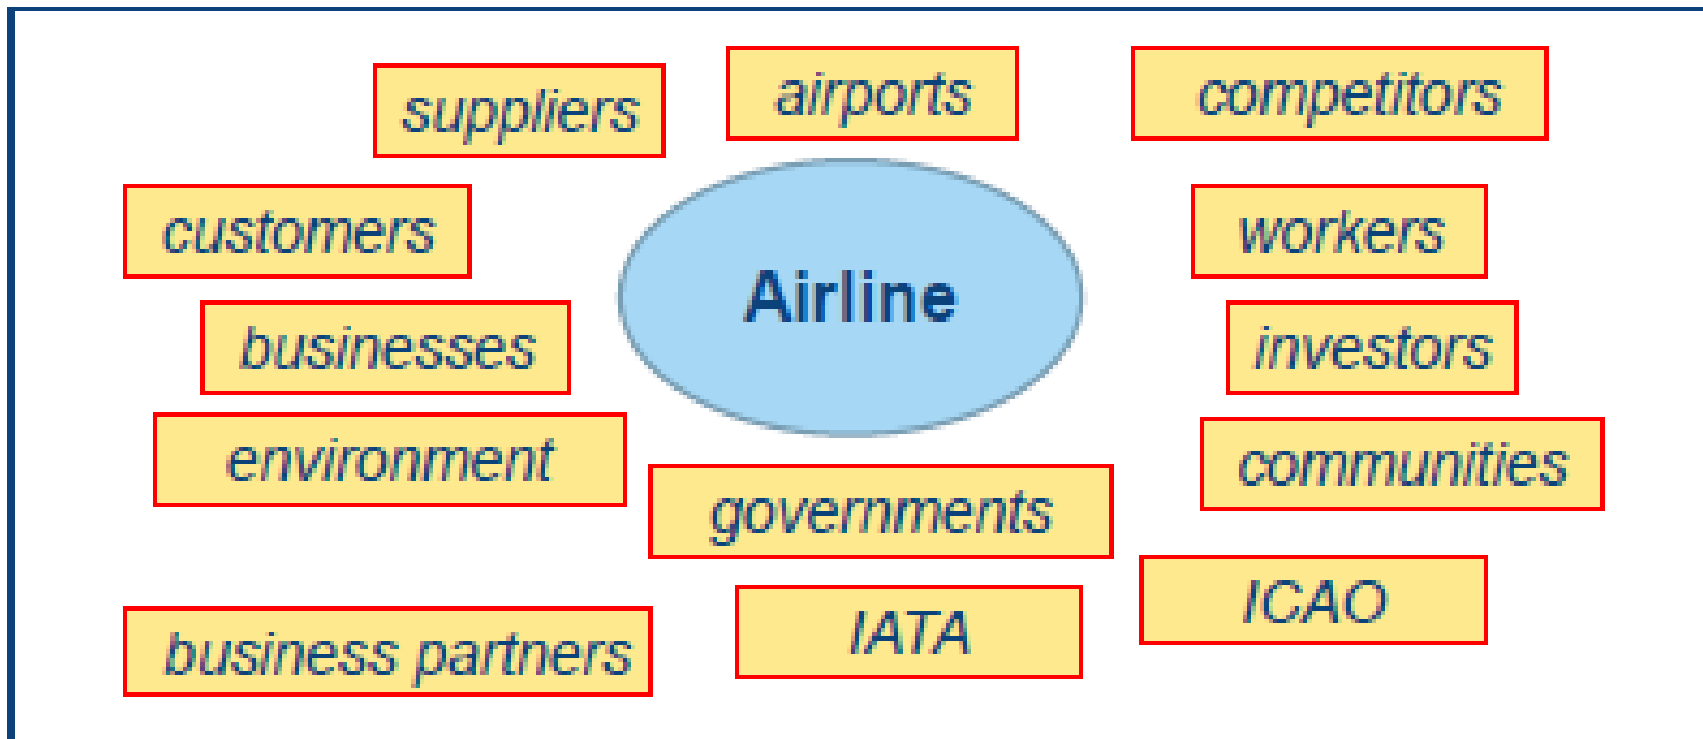 suppliers
airports
competitors
customers
workers
Airline
businesses
investors
environment
communities
governments
ICAO
IATA
business partners